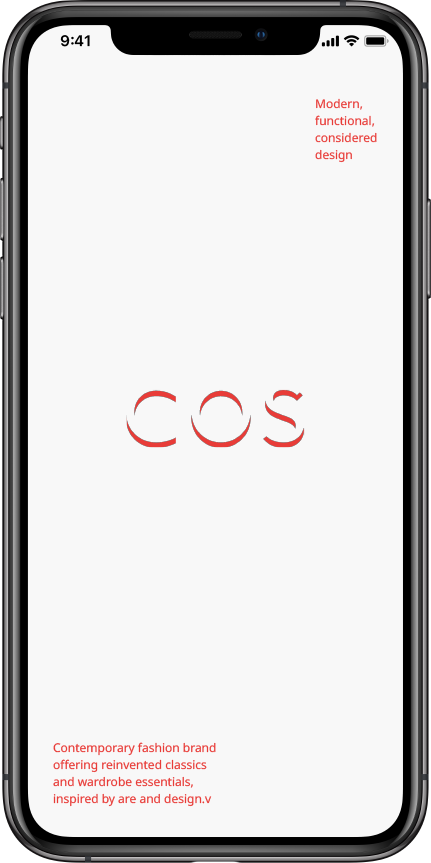 9:41
Modern,
functional,
considered
design
COS
Contemporary fashion brand
offering reinvented classics
and wardrobe essentials,
inspired by are and design.v